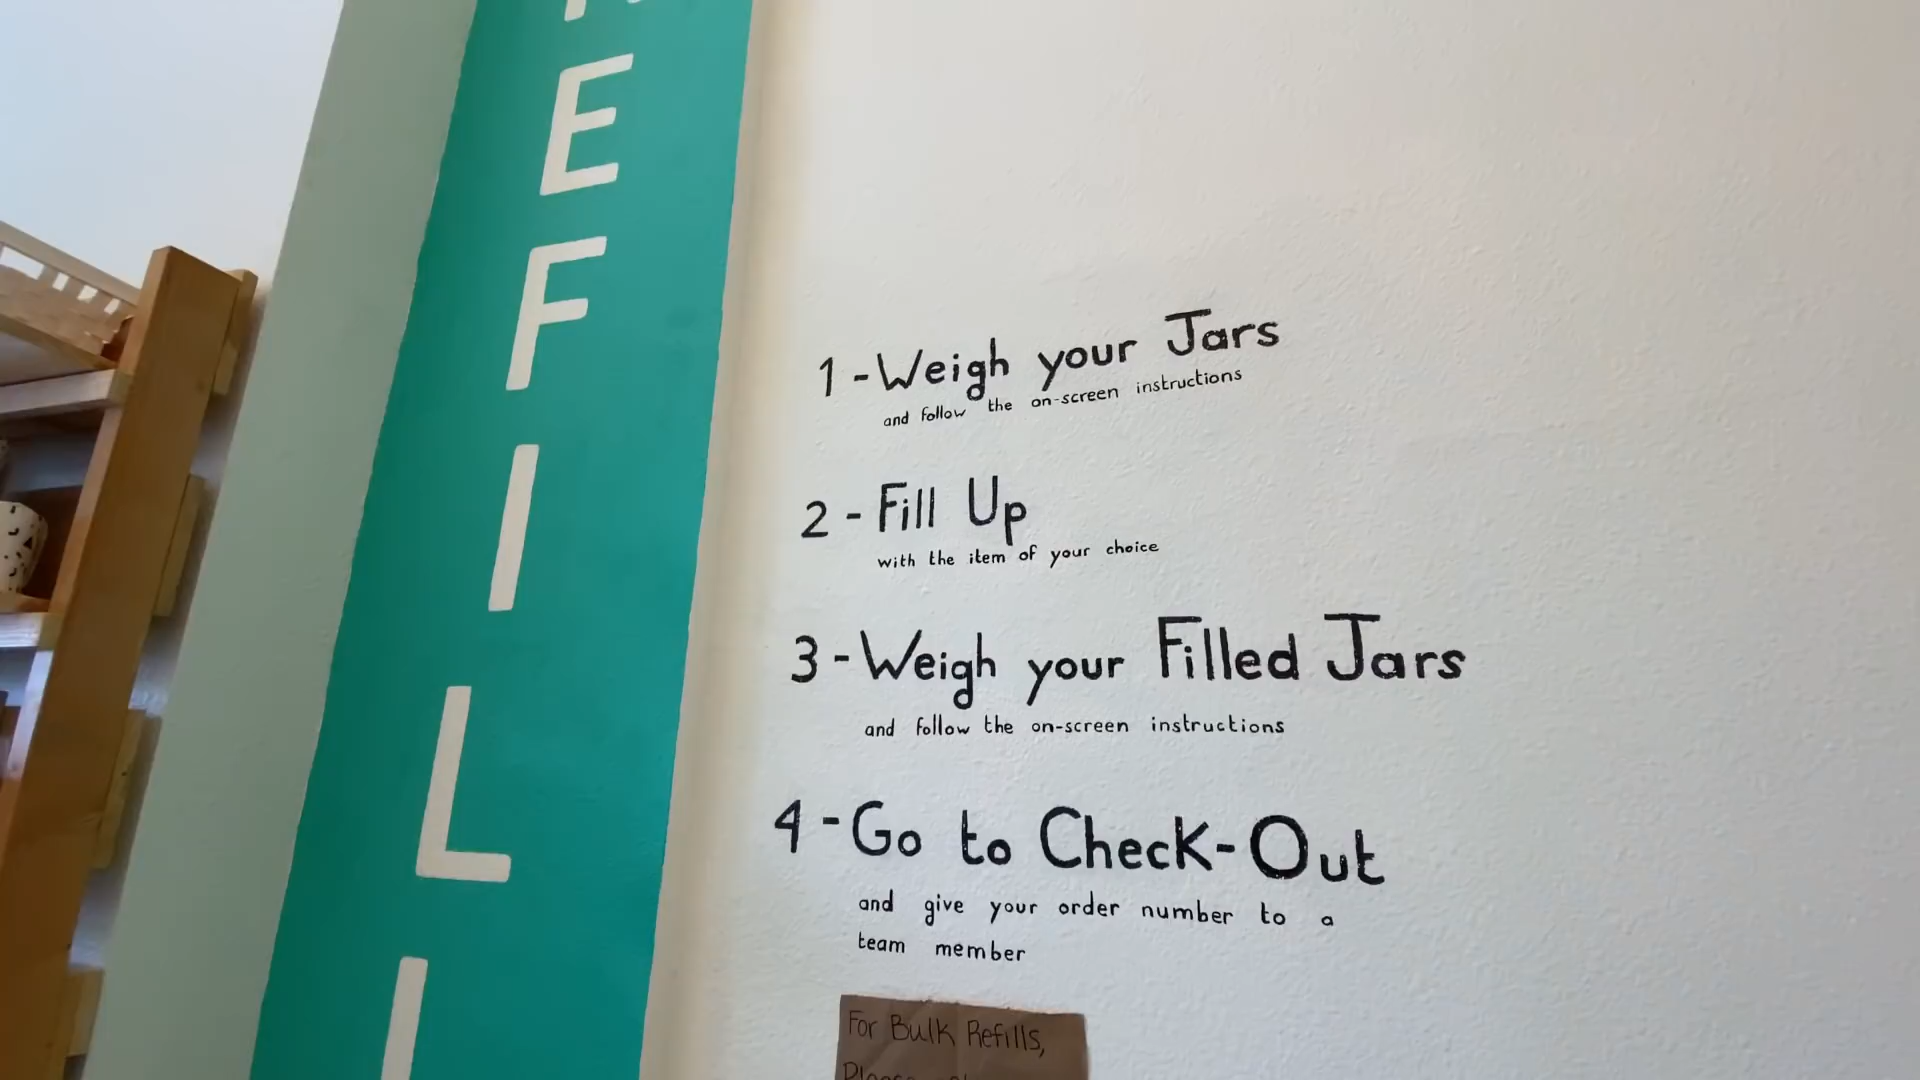 REFILL
1 - Weigh your Jars
and follow the on-screen instructions
2 - Fill Up
with the item of your choice
3 - Weigh your Filled Jars
and follow the on-screen instructions
4 - Go to Check-Out
and give your order number to a
team member
For Bulk Refills,